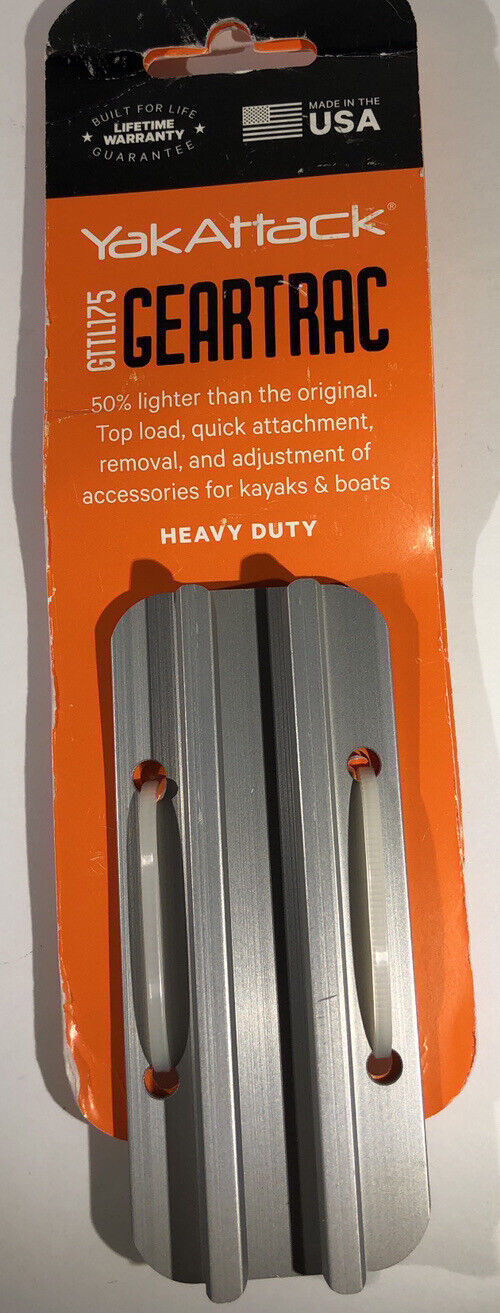 BUILT FOR LIFE
LIFETIME
WARRANTY
GUARANTEE
MADE IN THE
USA
YakAttack®
GTTL175
GEARTRAC
50% lighter than the original.
Top load, quick attachment,
removal, and adjustment of
accessories for kayaks & boats
HEAVY DUTY